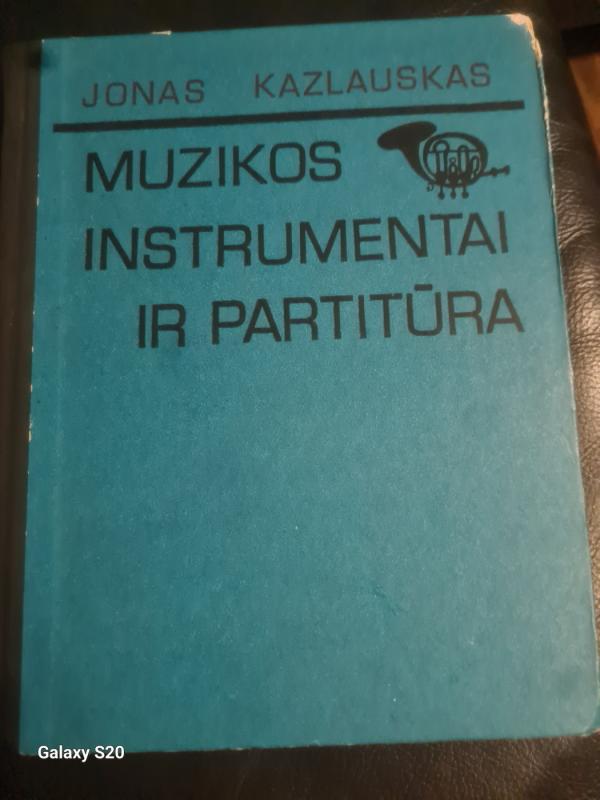 JONAS KAZLAUSKAS
MUZIKOS
INSTRUMENTAI
IR PARTITŪRA
Galaxy S20